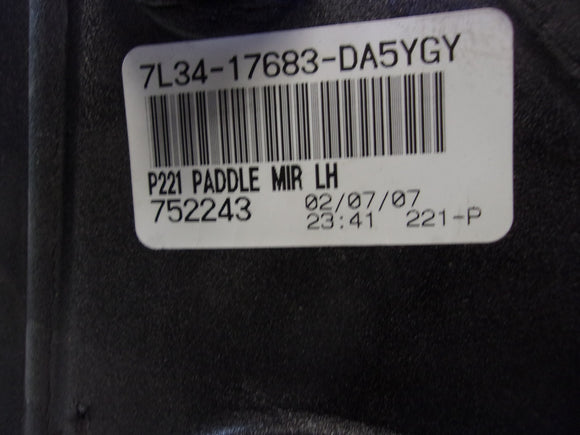 7L34-17683-DA5YGY
P221 PADDLE MIR LH
752243 02/07/07
23:41 221-P